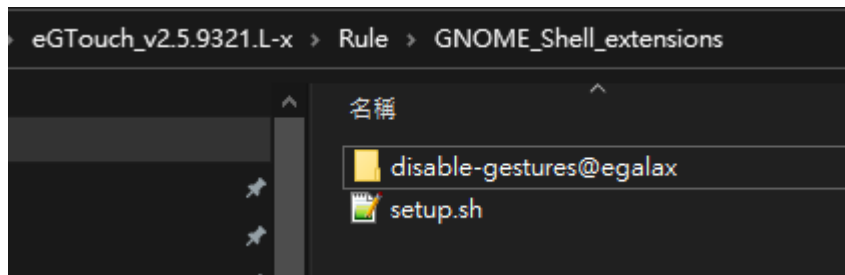 eGTouch_v2.5.9321.L-x > Rule > GNOME_Shell_extensions
名稱
disable-gestures@egalax
setup.sh